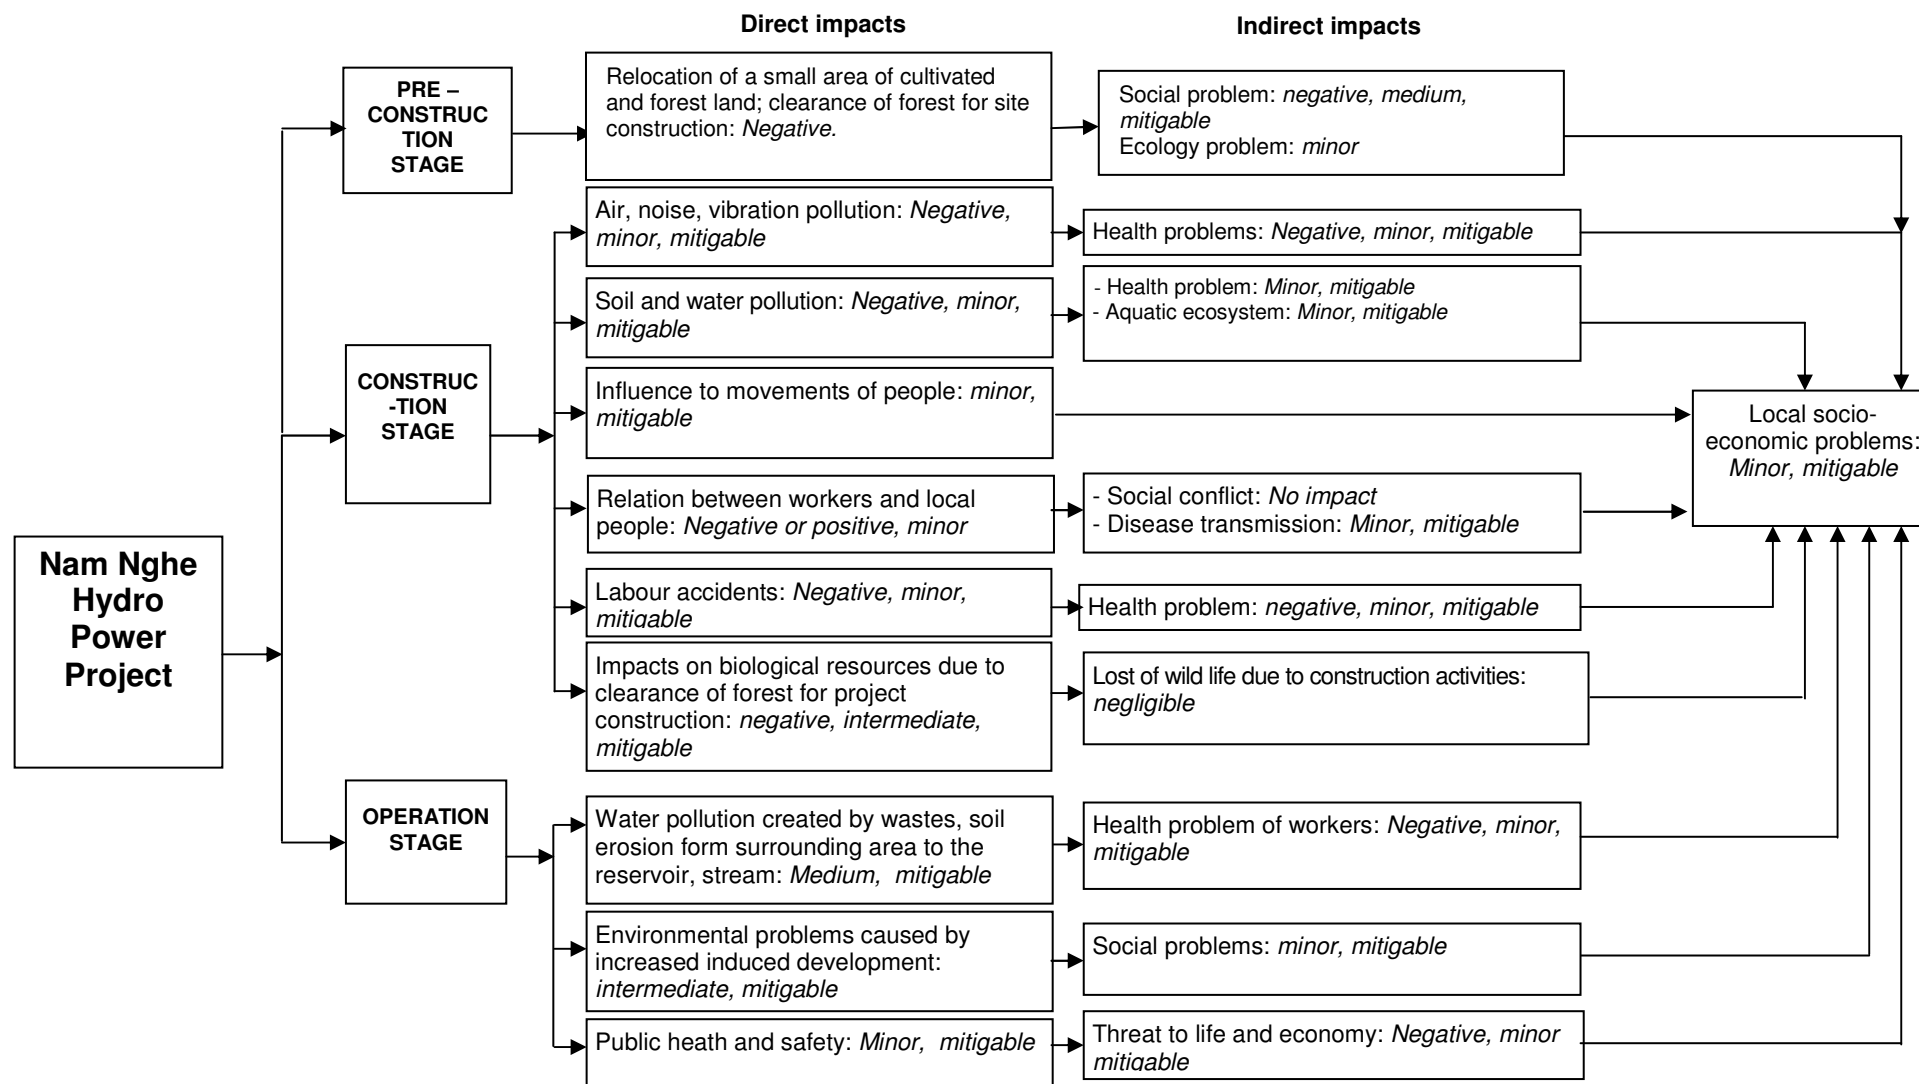 Direct impacts
Indirect impacts
PRE –
CONSTRUC
TION
STAGE
Relocation of a small area of cultivated
and forest land; clearance of forest for site
construction: Negative.
Social problem: negative, medium,
mitigable
Ecology problem: minor
Air, noise, vibration pollution: Negative,
minor, mitigable
Health problems: Negative, minor, mitigable
Soil and water pollution: Negative, minor,
mitigable
- Health problem: Minor, mitigable
- Aquatic ecosystem: Minor, mitigable
CONSTRUC
-TION
STAGE
Influence to movements of people: minor,
mitigable
Local socio-
economic problems:
Minor, mitigable
Relation between workers and local
people: Negative or positive, minor
- Social conflict: No impact
- Disease transmission: Minor, mitigable
Nam Nghe
Hydro
Power
Project
Labour accidents: Negative, minor,
mitigable
Health problem: negative, minor, mitigable
Impacts on biological resources due to
clearance of forest for project
construction: negative, intermediate,
mitigable
Lost of wild life due to construction activities:
negligible
OPERATION
STAGE
Water pollution created by wastes, soil
erosion form surrounding area to the
reservoir, stream: Medium, mitigable
Health problem of workers: Negative, minor,
mitigable
Environmental problems caused by
increased induced development:
intermediate, mitigable
Social problems: minor, mitigable
Public heath and safety: Minor, mitigable
Threat to life and economy: Negative, minor
mitigable